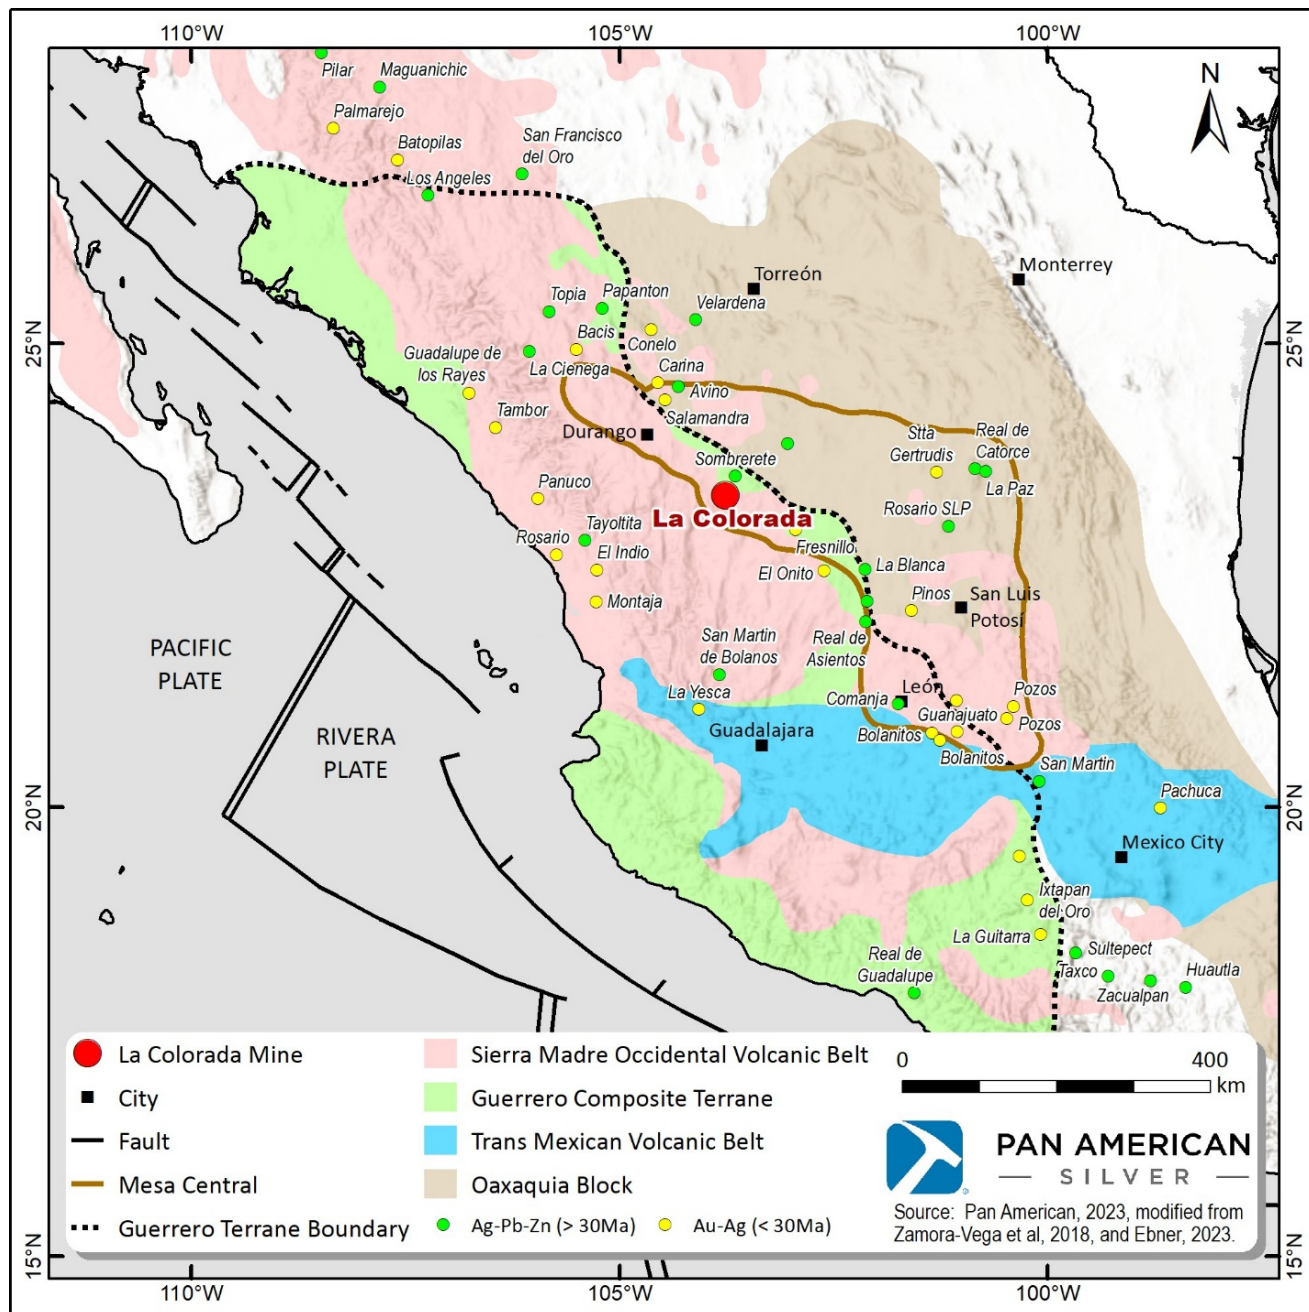 110°W
105°W
100°W
N
Pilar
Maguanichic
Palmarejo
Batopilas
San Francisco
del Oro
Los Angeles
Monterrey
Torreón
Topia
Papanton
Velardena
25°N
25°N
Bacis
Conelo
Guadalupe de
los Rayes
La Cienega
Carina
Avino
Salamandra
Tambor
Durango
Stta
Gertrudis
Real de
Catorce
La Paz
Sombrerete
Panuco
La Colorada
Rosario SLP
Rosario
Tayoltita
El Indio
Fresnillo
El Onito
La Blanca
Montaja
Pinos
San Luis
Potosí
PACIFIC
PLATE
San Martin
de Bolanos
Real de
Asientos
La Yesca
Comanja
León
Pozos
Guanajuato
Pozos
RIVERA
PLATE
Guadalajara
Bolanitos
Bolanitos
San Martin
20°N
20°N
Pachuca
Mexico City
Ixtapan
del Oro
La Guitarra
Real de
Guadalupe
Sultepect
Taxco
Zacualpan
Huautla
La Colorada Mine
City
Fault
Mesa Central
Guerrero Terrane Boundary
Sierra Madre Occidental Volcanic Belt
Guerrero Composite Terrane
Trans Mexican Volcanic Belt
Oaxaquia Block
Ag-Pb-Zn (> 30Ma)
Au-Ag (< 30Ma)
0
400
km
PAN AMERICAN
SILVER
Source: Pan American, 2023, modified from
Zamora-Vega et al, 2018, and Ebner, 2023.
15°N
15°N
110°W
105°W
100°W